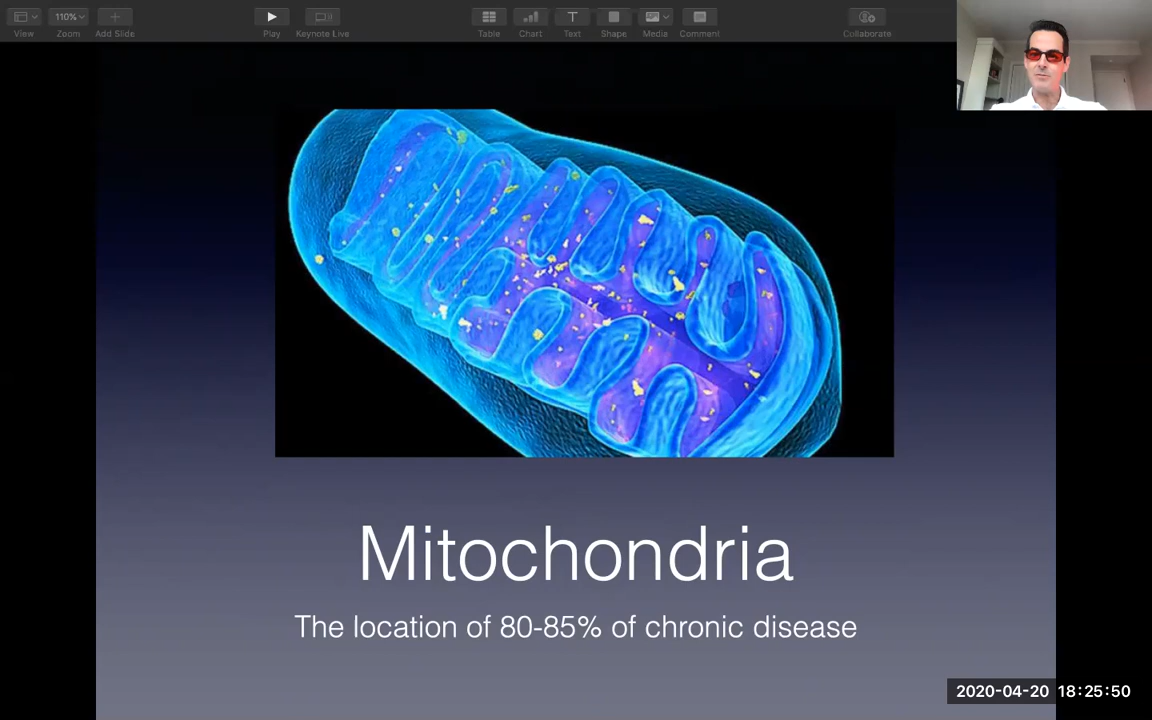 View
110%
Zoom
Add Slide
Play
Keynote Live
Table
Chart
Text
Shape
Media
Comment
Collaborate
Mitochondria
The location of 80-85% of chronic disease
2020-04-20 18:25:50